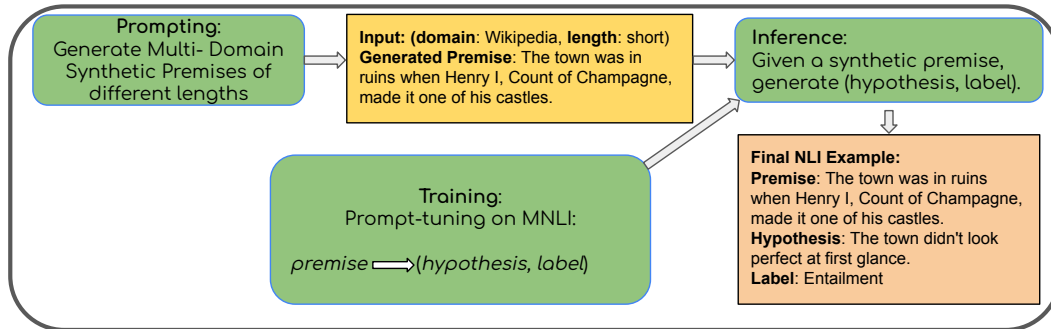 Prompting:
Generate Multi- Domain
Synthetic Premises of
different lengths
Input: (domain: Wikipedia, length: short)
Generated Premise: The town was in
ruins when Henry I, Count of Champagne,
made it one of his castles.
Inference:
Given a synthetic premise,
generate (hypothesis, label).
Training:
Prompt-tuning on MNLI:
premise (hypothesis, label)
Final NLI Example:
Premise: The town was in ruins
when Henry I, Count of Champagne,
made it one of his castles.
Hypothesis: The town didn't look
perfect at first glance.
Label: Entailment